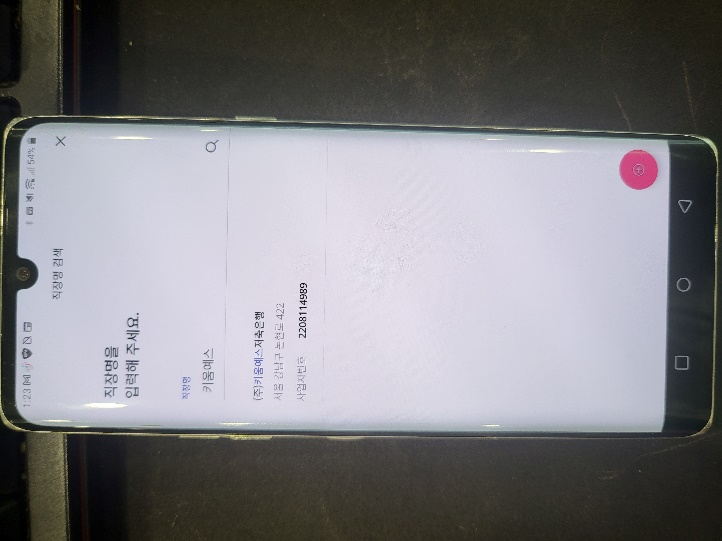 1:23
54%
직장명 검색
직장명을
입력해 주세요.
직장명
키움예스
(주)키움예스저축은행
서울 강남구 논현로 422
사업자번호 2208114989